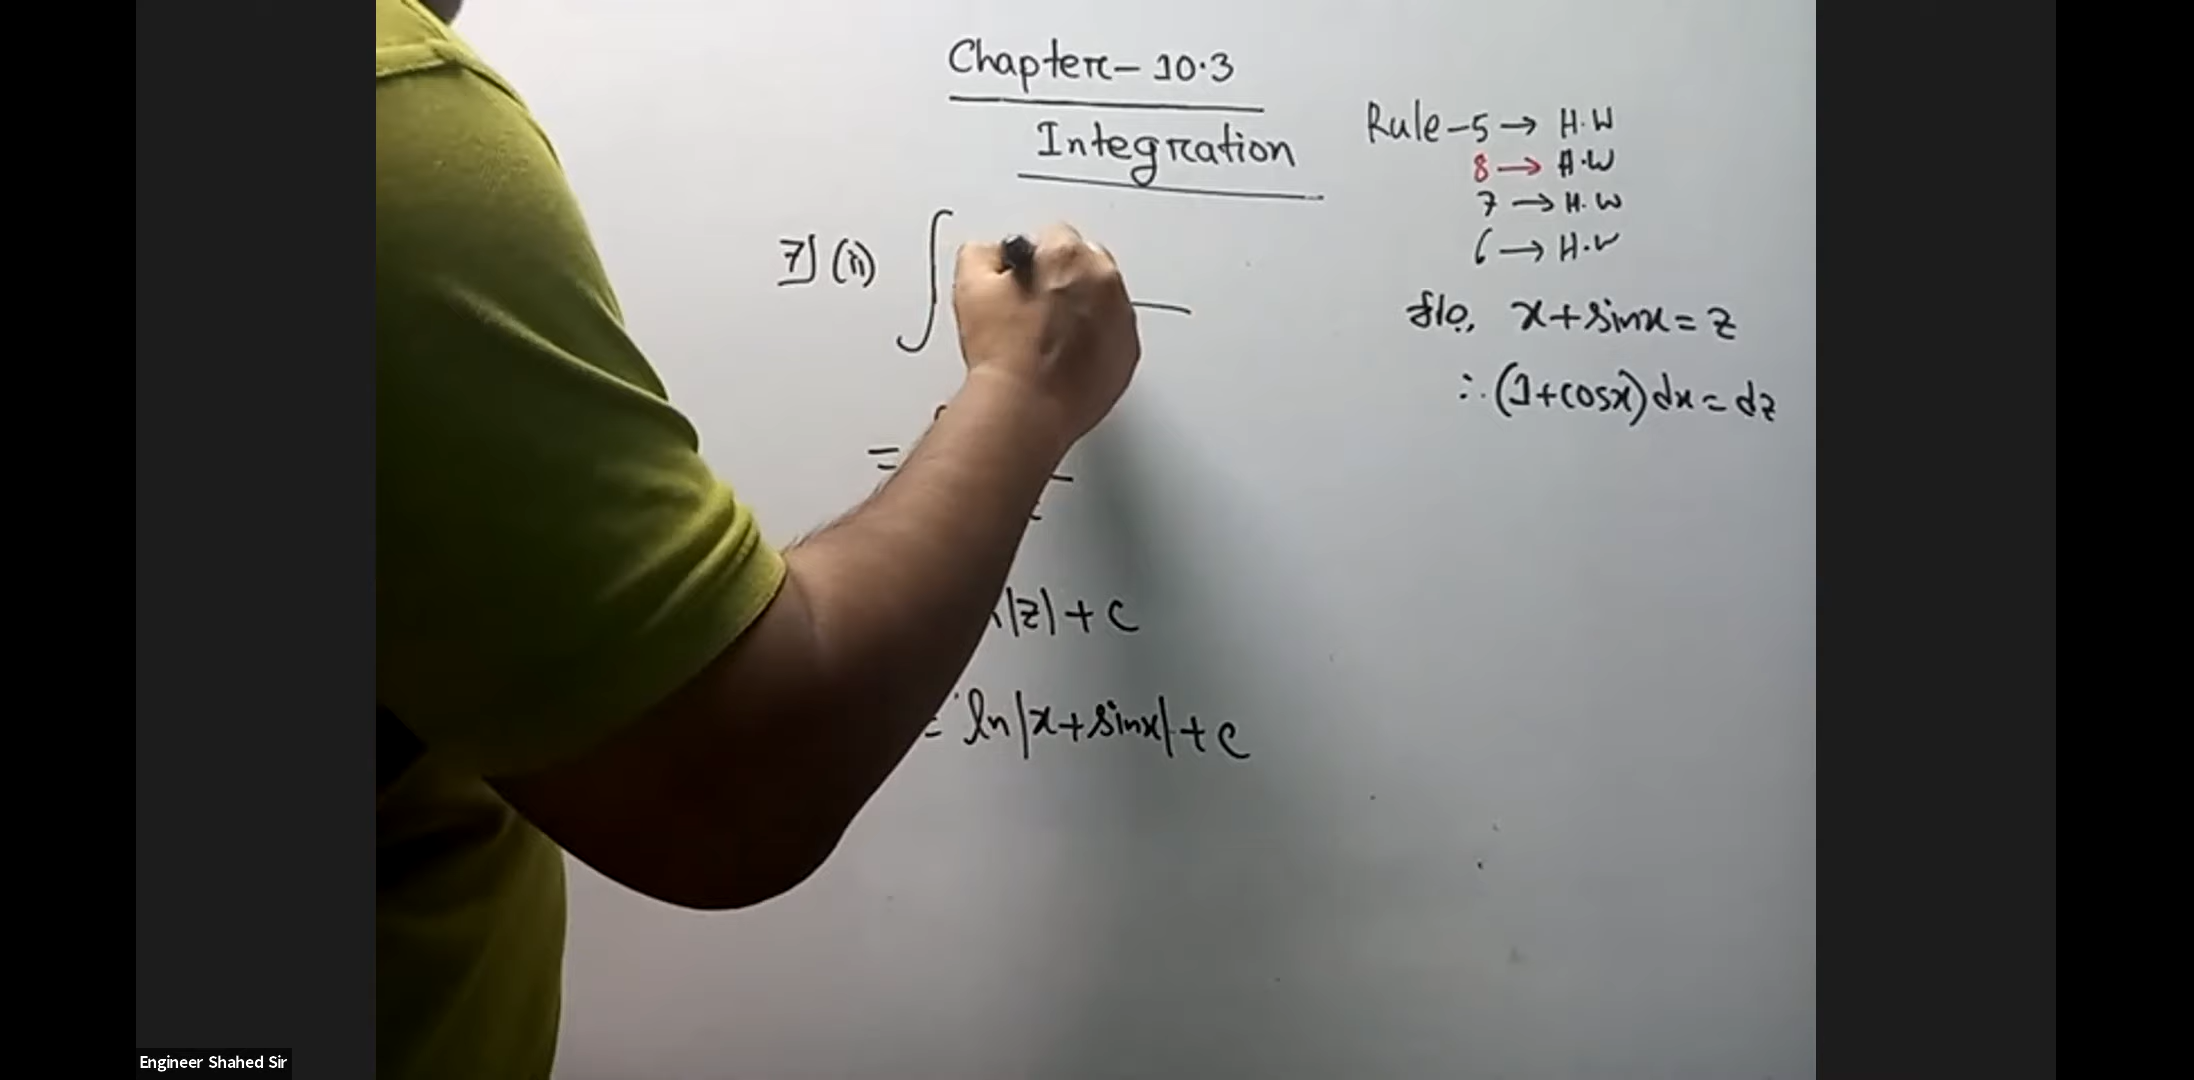 Chapter-10.3
Integration
Rule-5→ H.W
8→ H.W
7→ H.W
6→ H.W
7](ii) ∫
ধরি, x+sinx=z
∴(1+cosx)dx=dz
=
|z|+c
= ln|x+sinx|+c
Engineer Shahed Sir